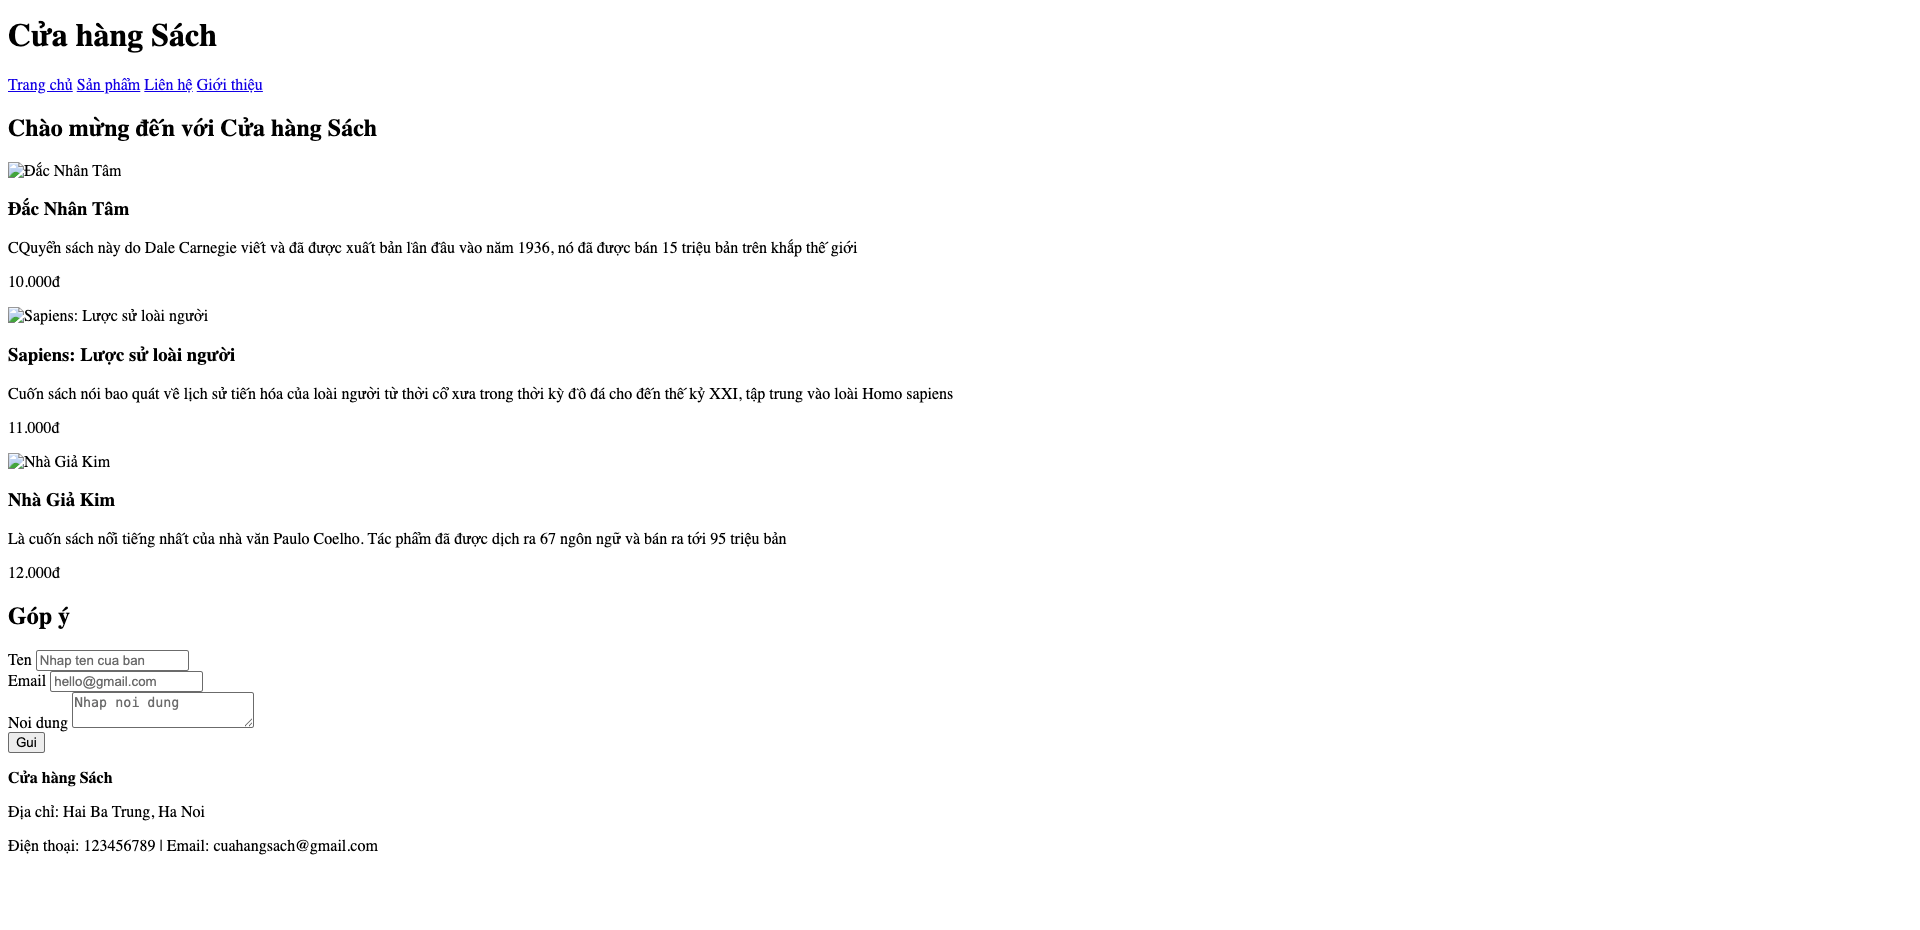 Cửa hàng Sách
Trang chủ Sản phẩm Liên hệ Giới thiệu
Chào mừng đến với Cửa hàng Sách
Đắc Nhân Tâm
Đắc Nhân Tâm
CQuyển sách này do Dale Carnegie viết và đã được xuất bản lần đầu vào năm 1936, nó đã được bán 15 triệu bản trên khắp thế giới
10.000đ
Sapiens: Lược sử loài người
Sapiens: Lược sử loài người
Cuốn sách nói bao quát về lịch sử tiến hóa của loài người từ thời cổ xưa trong thời kỳ đồ đá cho đến thế kỷ XXI, tập trung vào loài Homo sapiens
11.000đ
Nhà Giả Kim
Nhà Giả Kim
Là cuốn sách nổi tiếng nhất của nhà văn Paulo Coelho. Tác phẩm đã được dịch ra 67 ngôn ngữ và bán ra tới 95 triệu bản
12.000đ
Góp ý
Ten Nhap ten cua ban
Email hello@gmail.com
Noi dung Nhap noi dung
Gui
Cửa hàng Sách
Địa chỉ: Hai Ba Trung, Ha Noi
Điện thoại: 123456789 | Email: cuahangsach@gmail.com